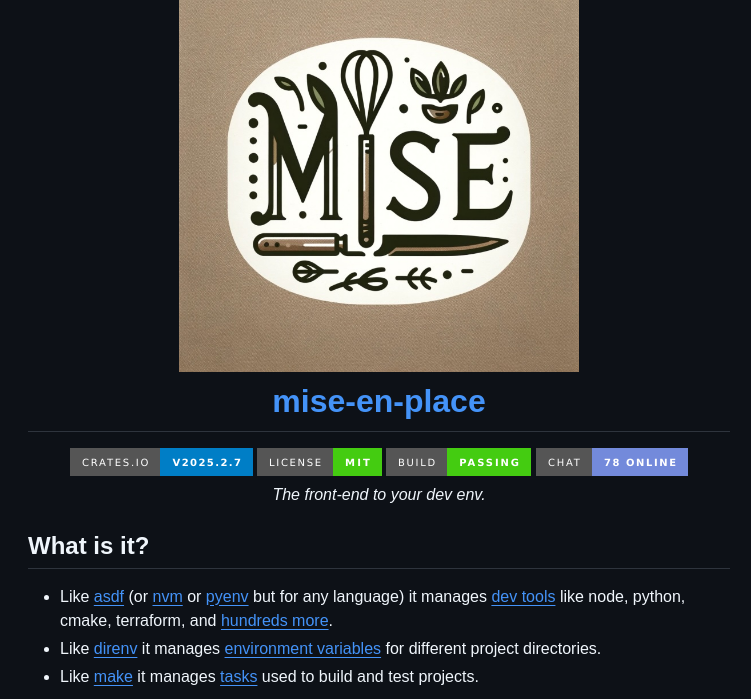 MISE
mise-en-place
CRATES.IO V2025.2.7 LICENSE MIT BUILD PASSING CHAT 78 ONLINE
The front-end to your dev env.
What is it?
• Like asdf (or nvm or pyenv but for any language) it manages dev tools like node, python,
cmake, terraform, and hundreds more.
• Like direnv it manages environment variables for different project directories.
• Like make it manages tasks used to build and test projects.